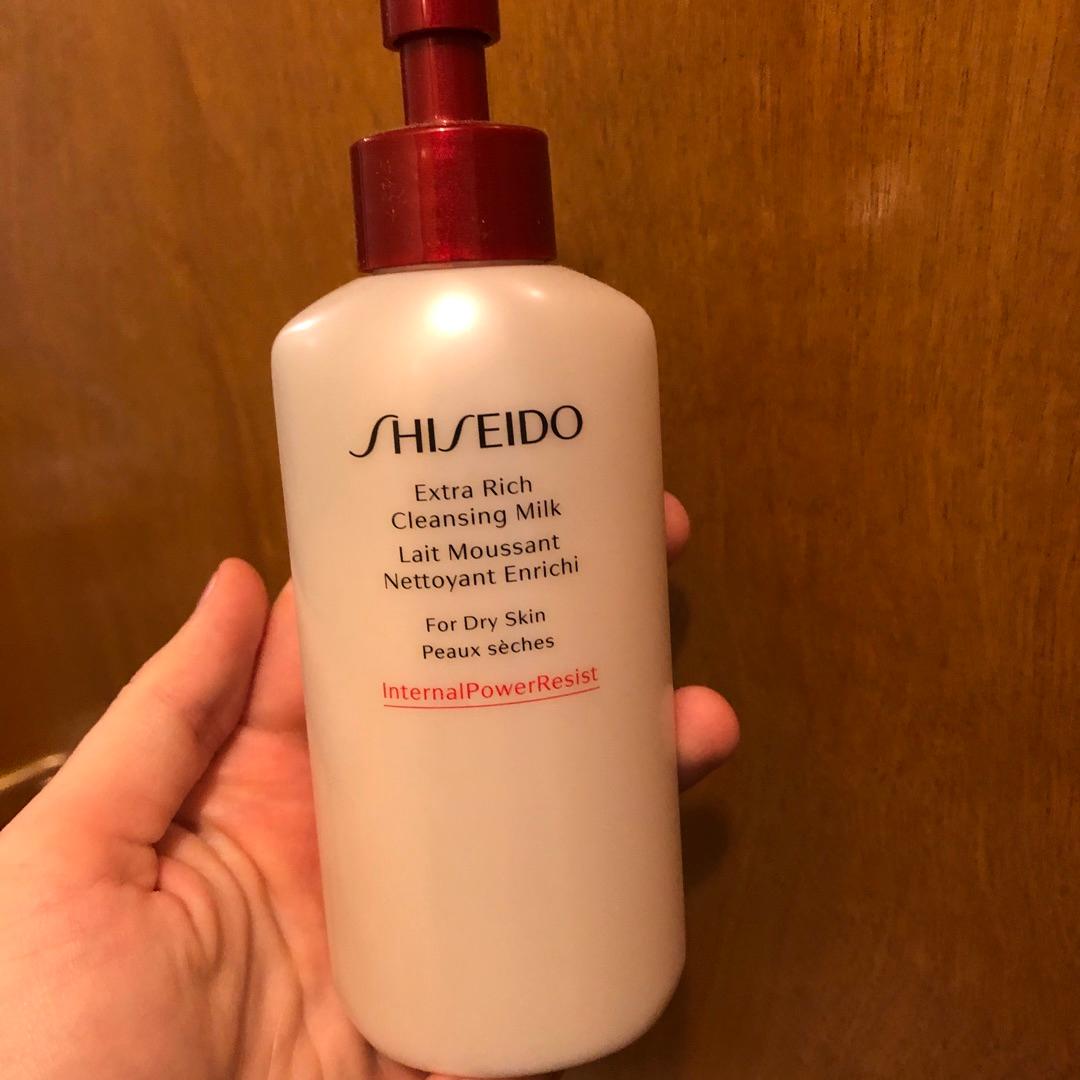 SHISEIDO
Extra Rich
Cleansing Milk
Lait Moussant
Nettoyant Enrichi
For Dry Skin
Peaux sèches
InternalPowerResist